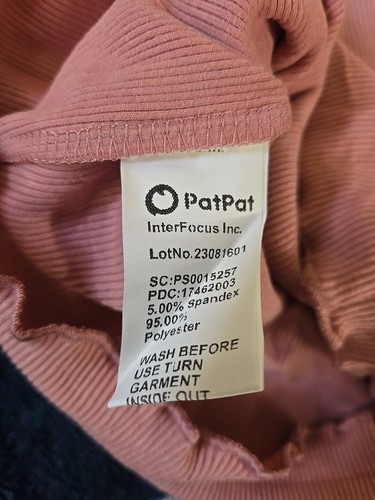 PatPat
InterFocus Inc.
LotNo.23081601
SC:PS0015257
PDC:17462003
5.00% Spandex
95.00%
Polyester
WASH BEFORE
USE TURN
GARMENT
INSIDE OUT